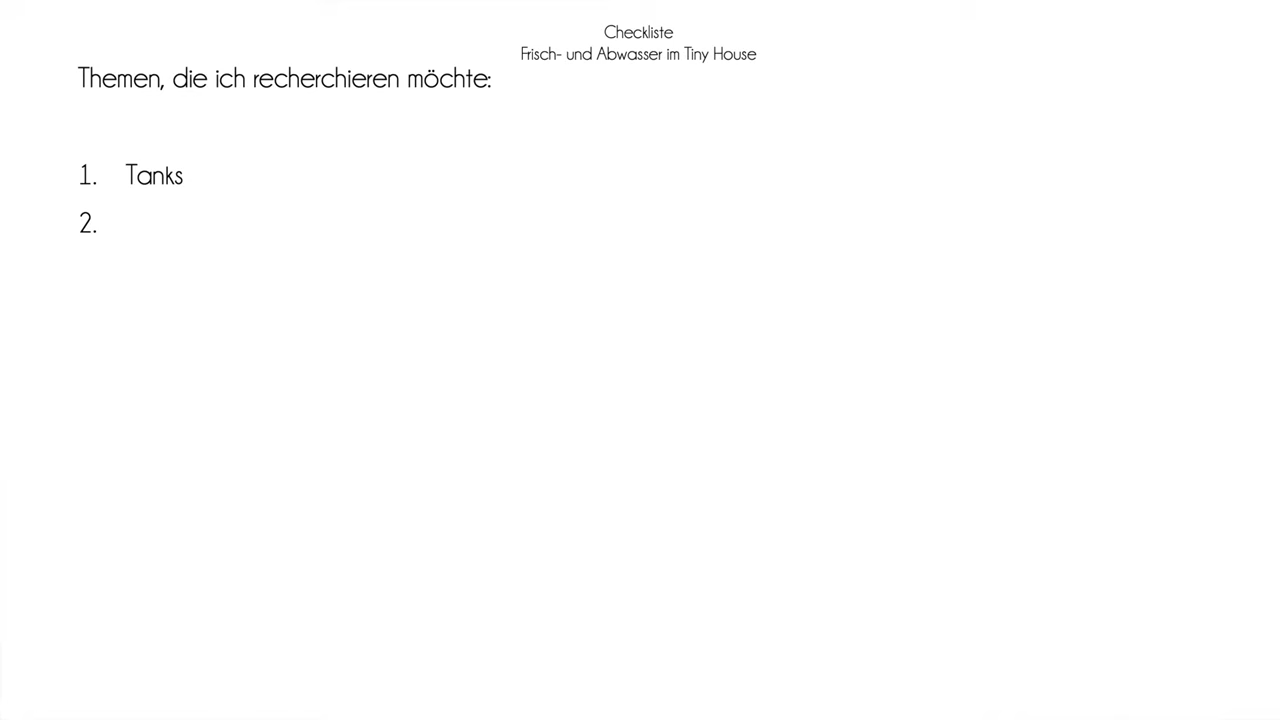 Checkliste
Frisch- und Abwasser im Tiny House
Themen, die ich recherchieren möchte:
1. Tanks
2.